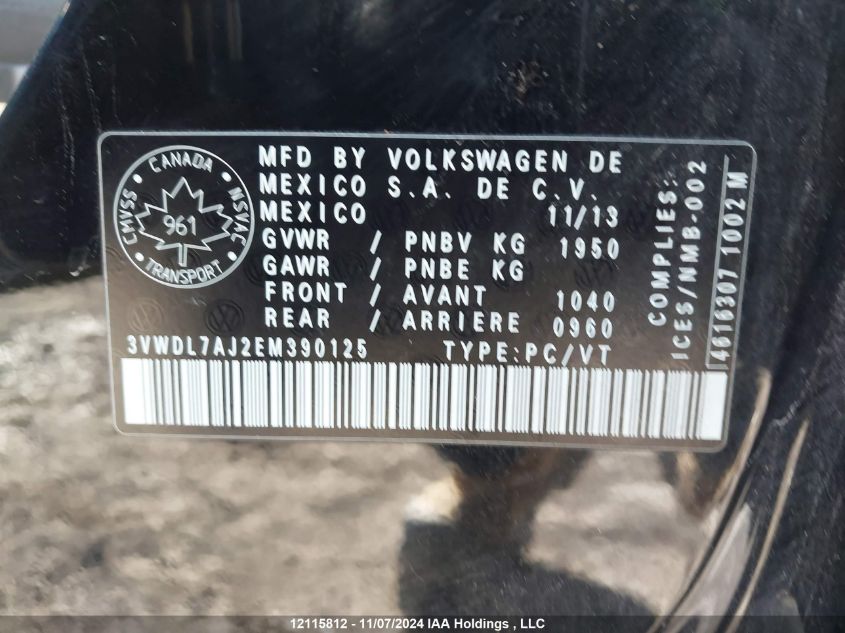 CANADA
CMVSS
961
NSVAC
TRANSPORT
MFD BY VOLKSWAGEN DE
MEXICO S.A. DE C.V.
MEXICO 11/13
GVWR / PNBV KG 1950
GAWR / PNBE KG
FRONT / AVANT 1040
REAR / ARRIERE 0960
3VWDL7AJ2EM390125 TYPE:PC/VT
COMPLIES:
ICES/NMB-002
4616307 1002 M
12115812 - 11/07/2024 IAA Holdings , LLC